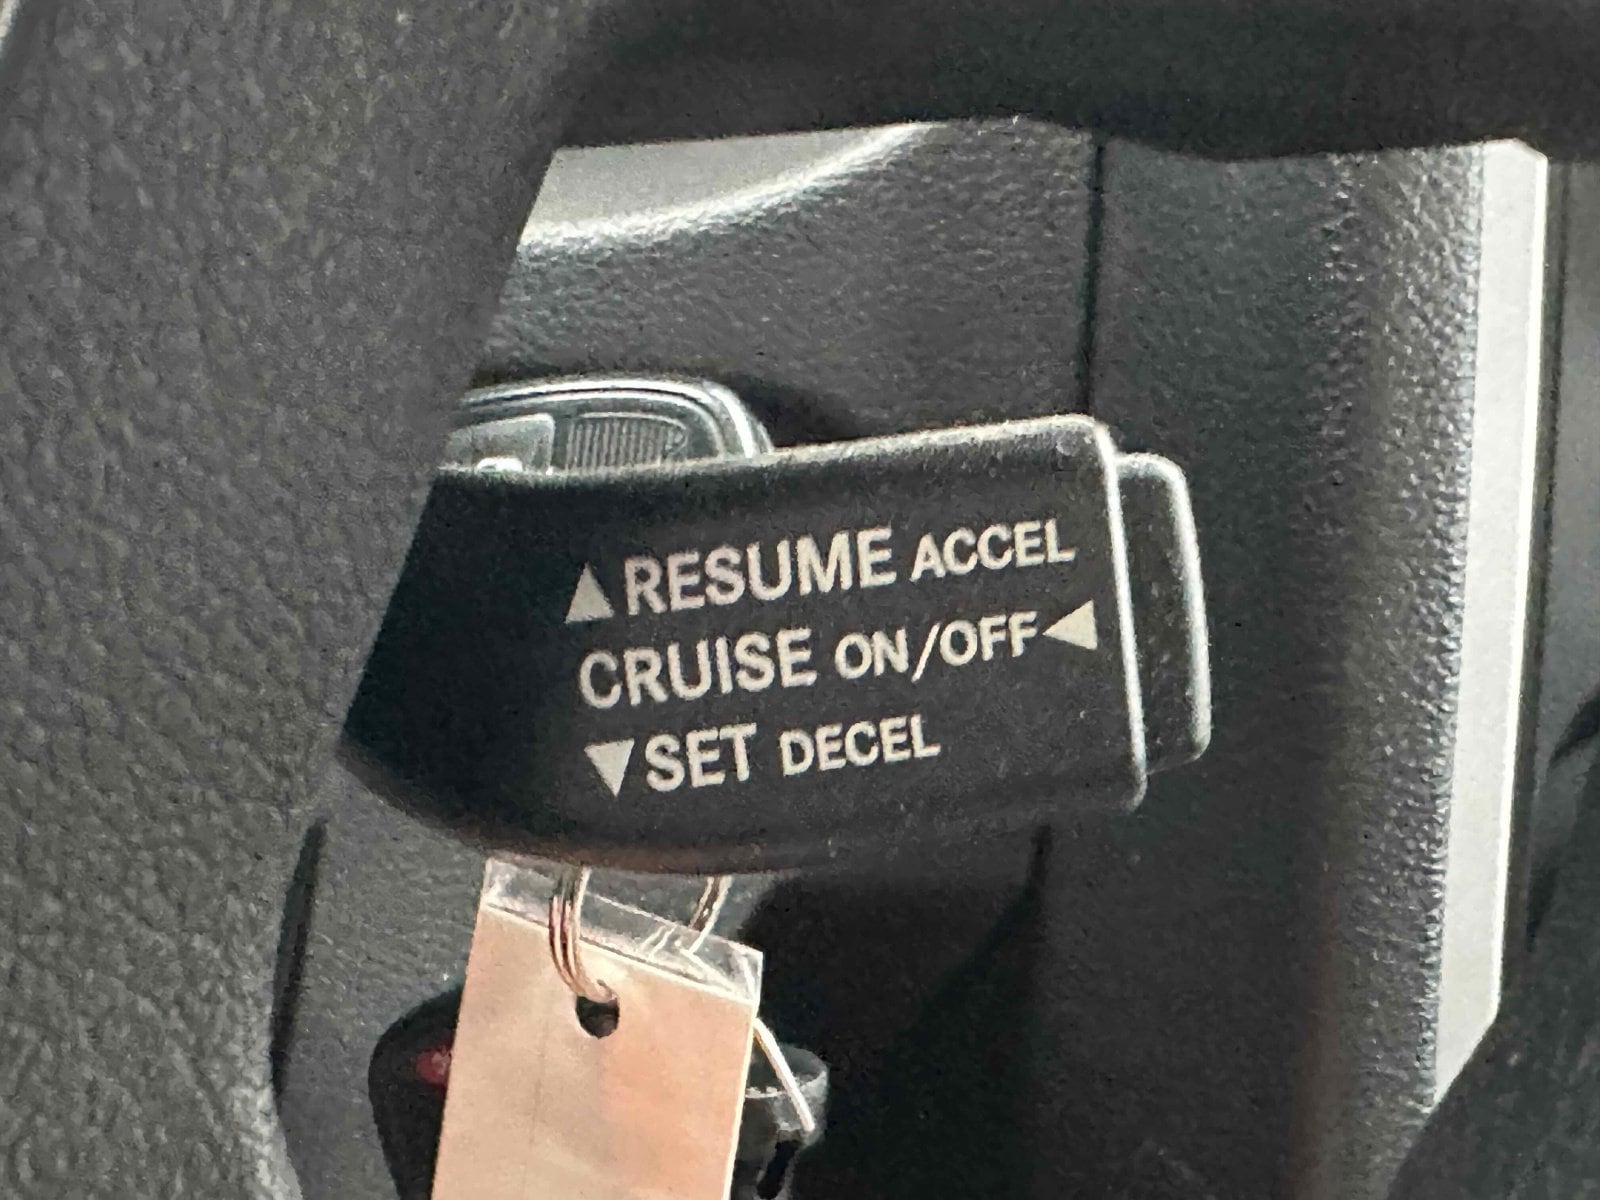 ▲RESUME ACCEL
CRUISE ON/OFF◀
▼SET DECEL